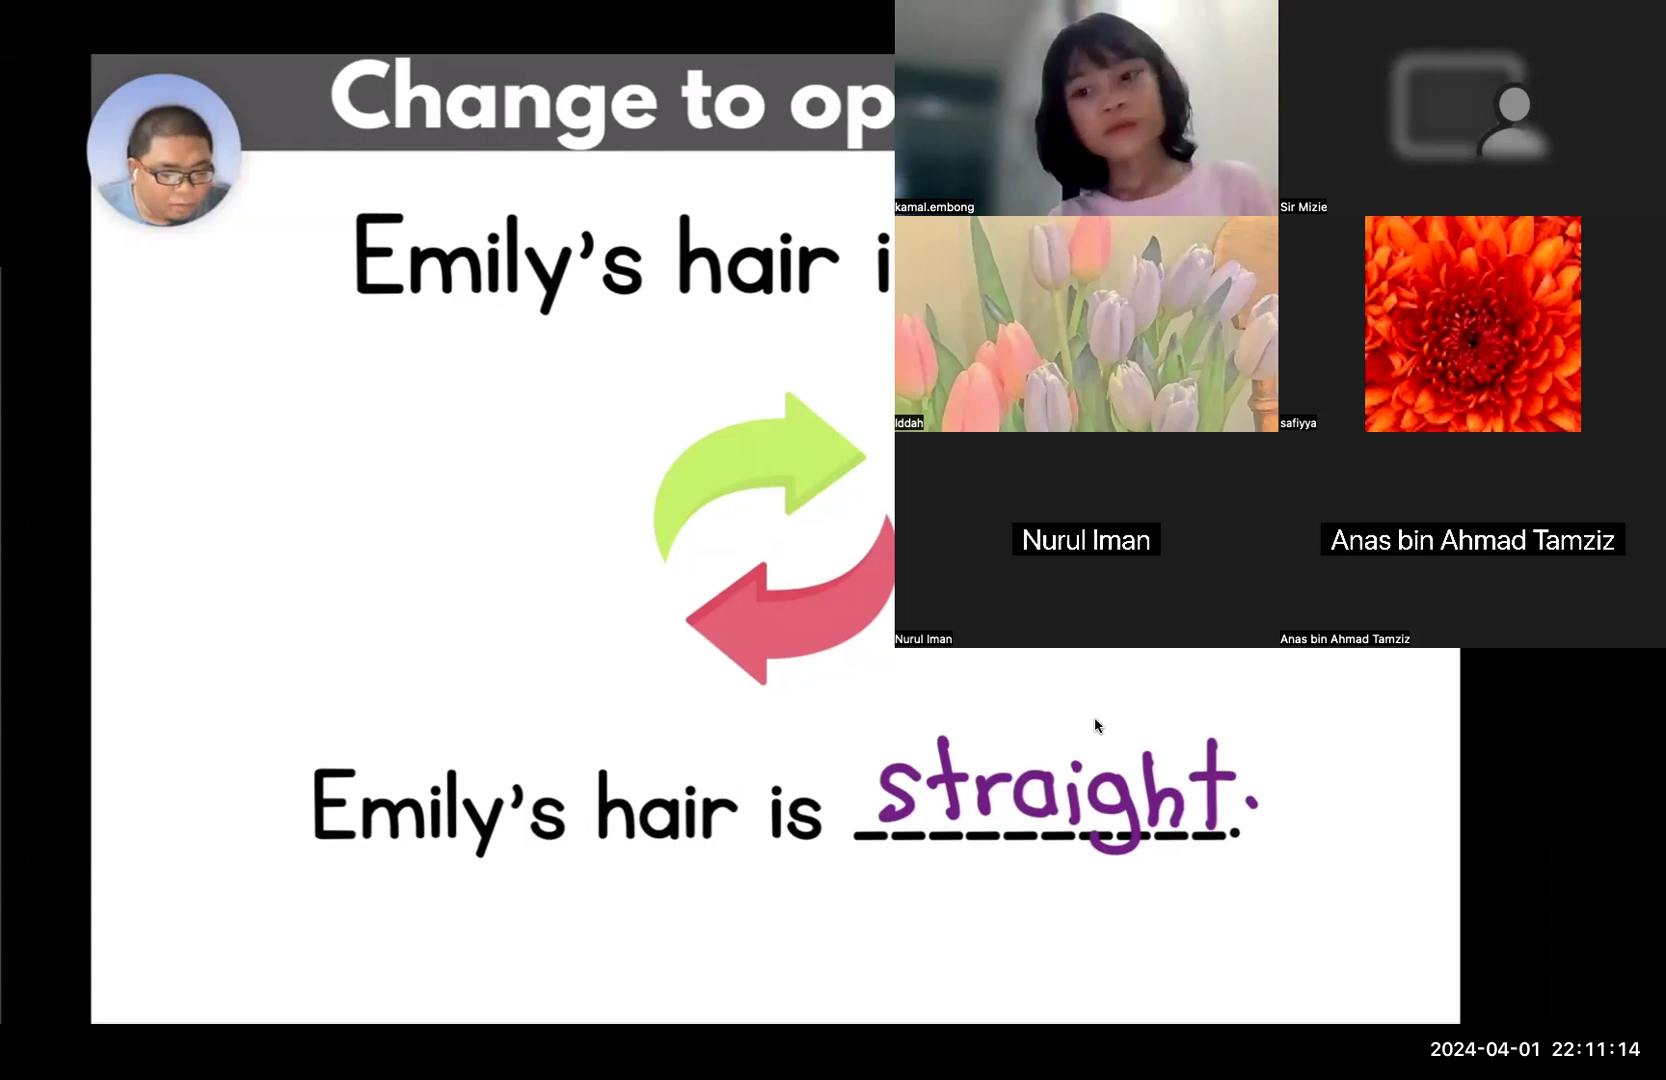 Change to op
Emily's hair i
Emily's hair is straight.
kamal.embong
Sir Mizie
Iddah
safiyya
Nurul Iman
Anas bin Ahmad Tamziz
Nurul Iman
Anas bin Ahmad Tamziz
2024-04-01 22:11:14